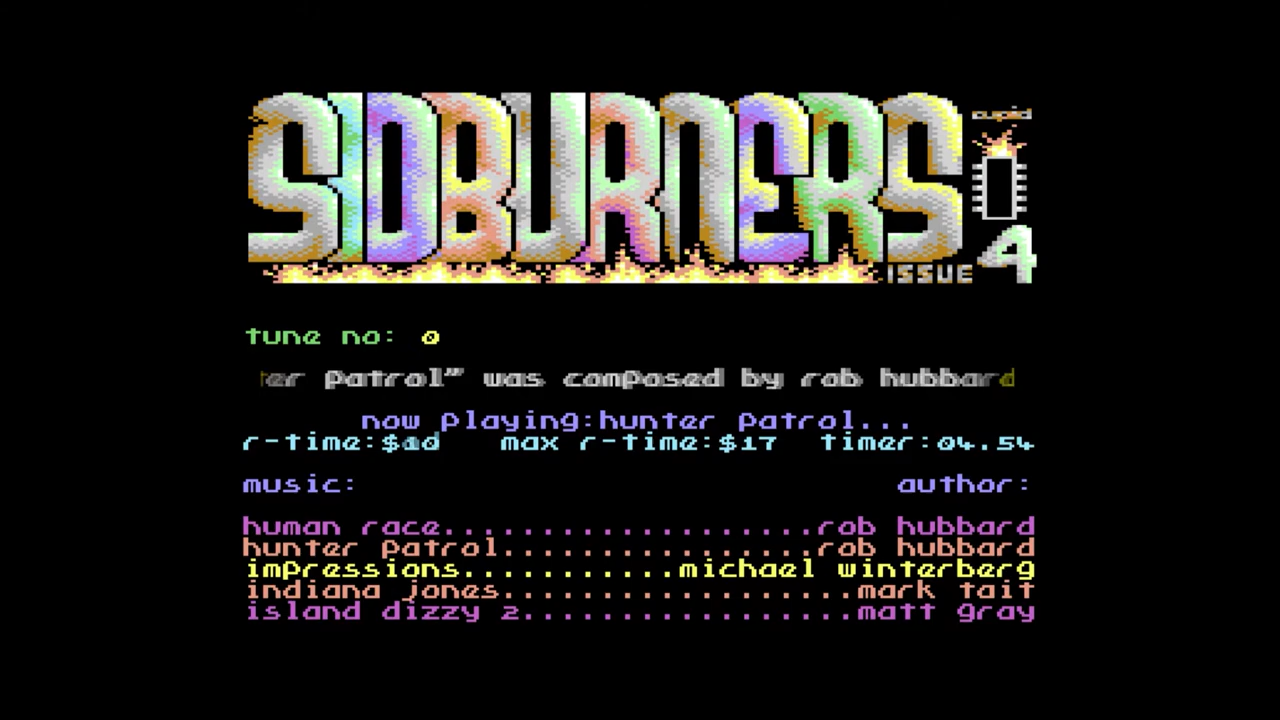 cupid
SIDBURNERS
ISSUE 4
tune no: 0
ter patrol" was composed by rob hubbard
now playing:hunter patrol...
r-time:$ad max r-time:$17 timer:04.54
music: author:
human race...................rob hubbard
hunter patrol................rob hubbard
impressions...........michael winterberg
indiana jones..................mark tait
island dizzy 2.................matt gray